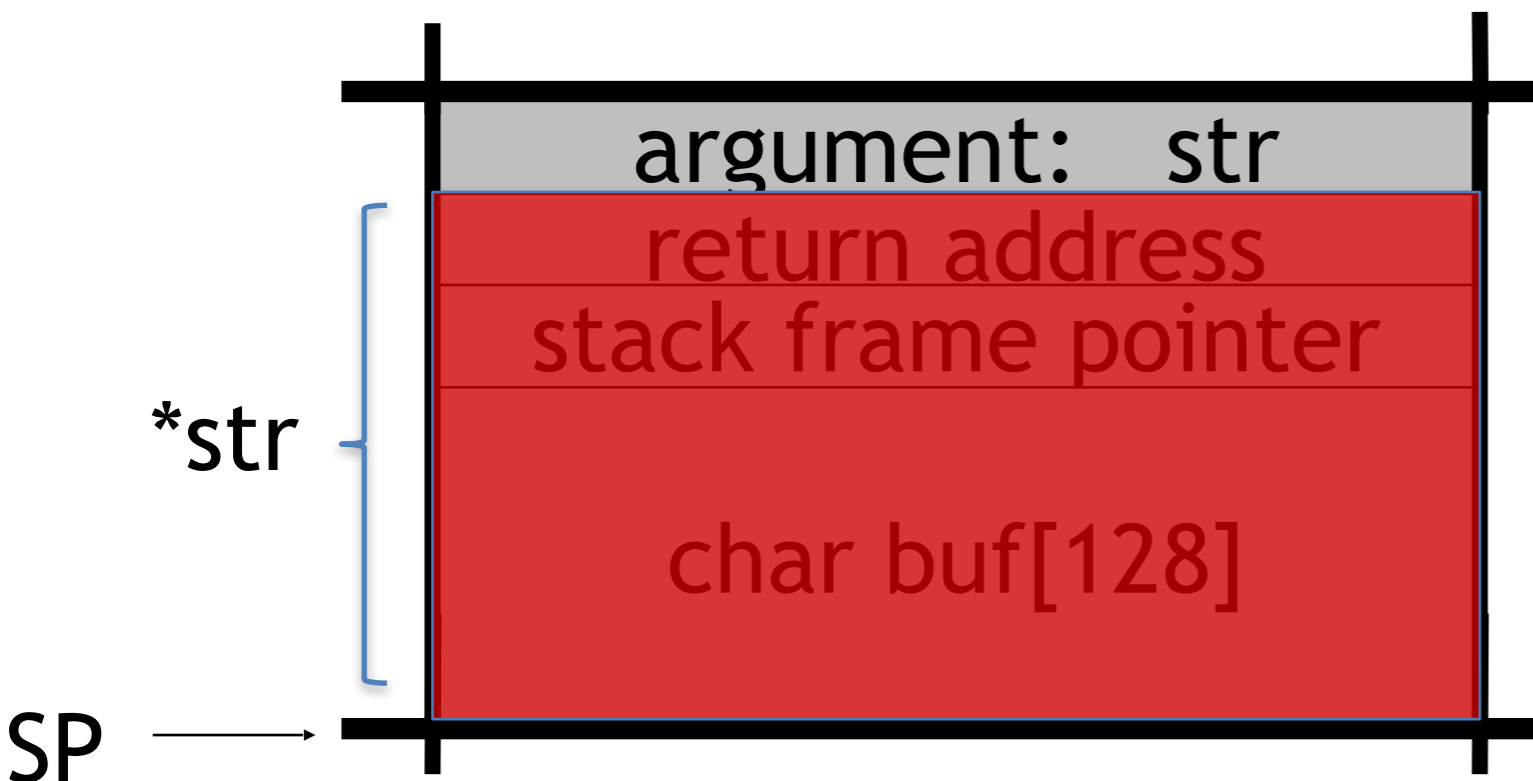 argument: str
return address
stack frame pointer
*str
char buf[128]
SP